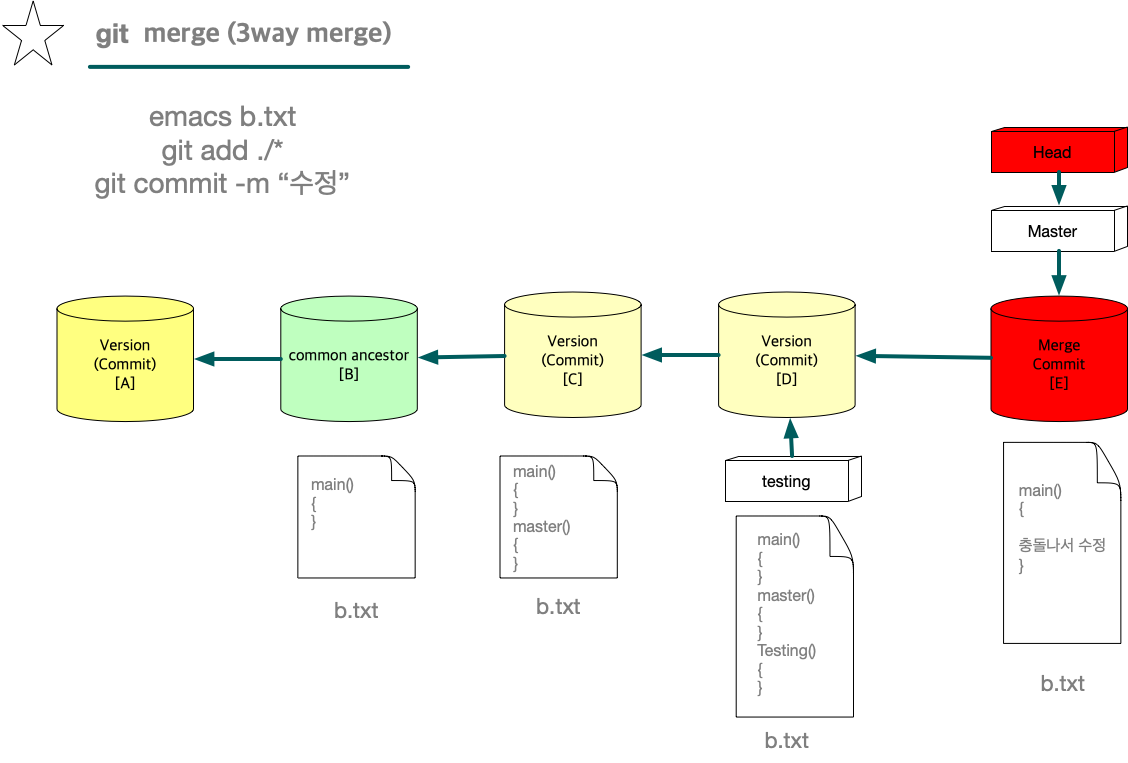 git merge (3way merge)
emacs b.txt
git add ./*
git commit -m “수정”
Head
Master
Version
(Commit)
[A]
common ancestor
[B]
Version
(Commit)
[C]
Version
(Commit)
[D]
Merge
Commit
[E]
testing
main()
{
}
b.txt
main()
{
}
master()
{
}
b.txt
main()
{
}
master()
{
}
Testing()
{
}
b.txt
main()
{
충돌나서 수정
}
b.txt